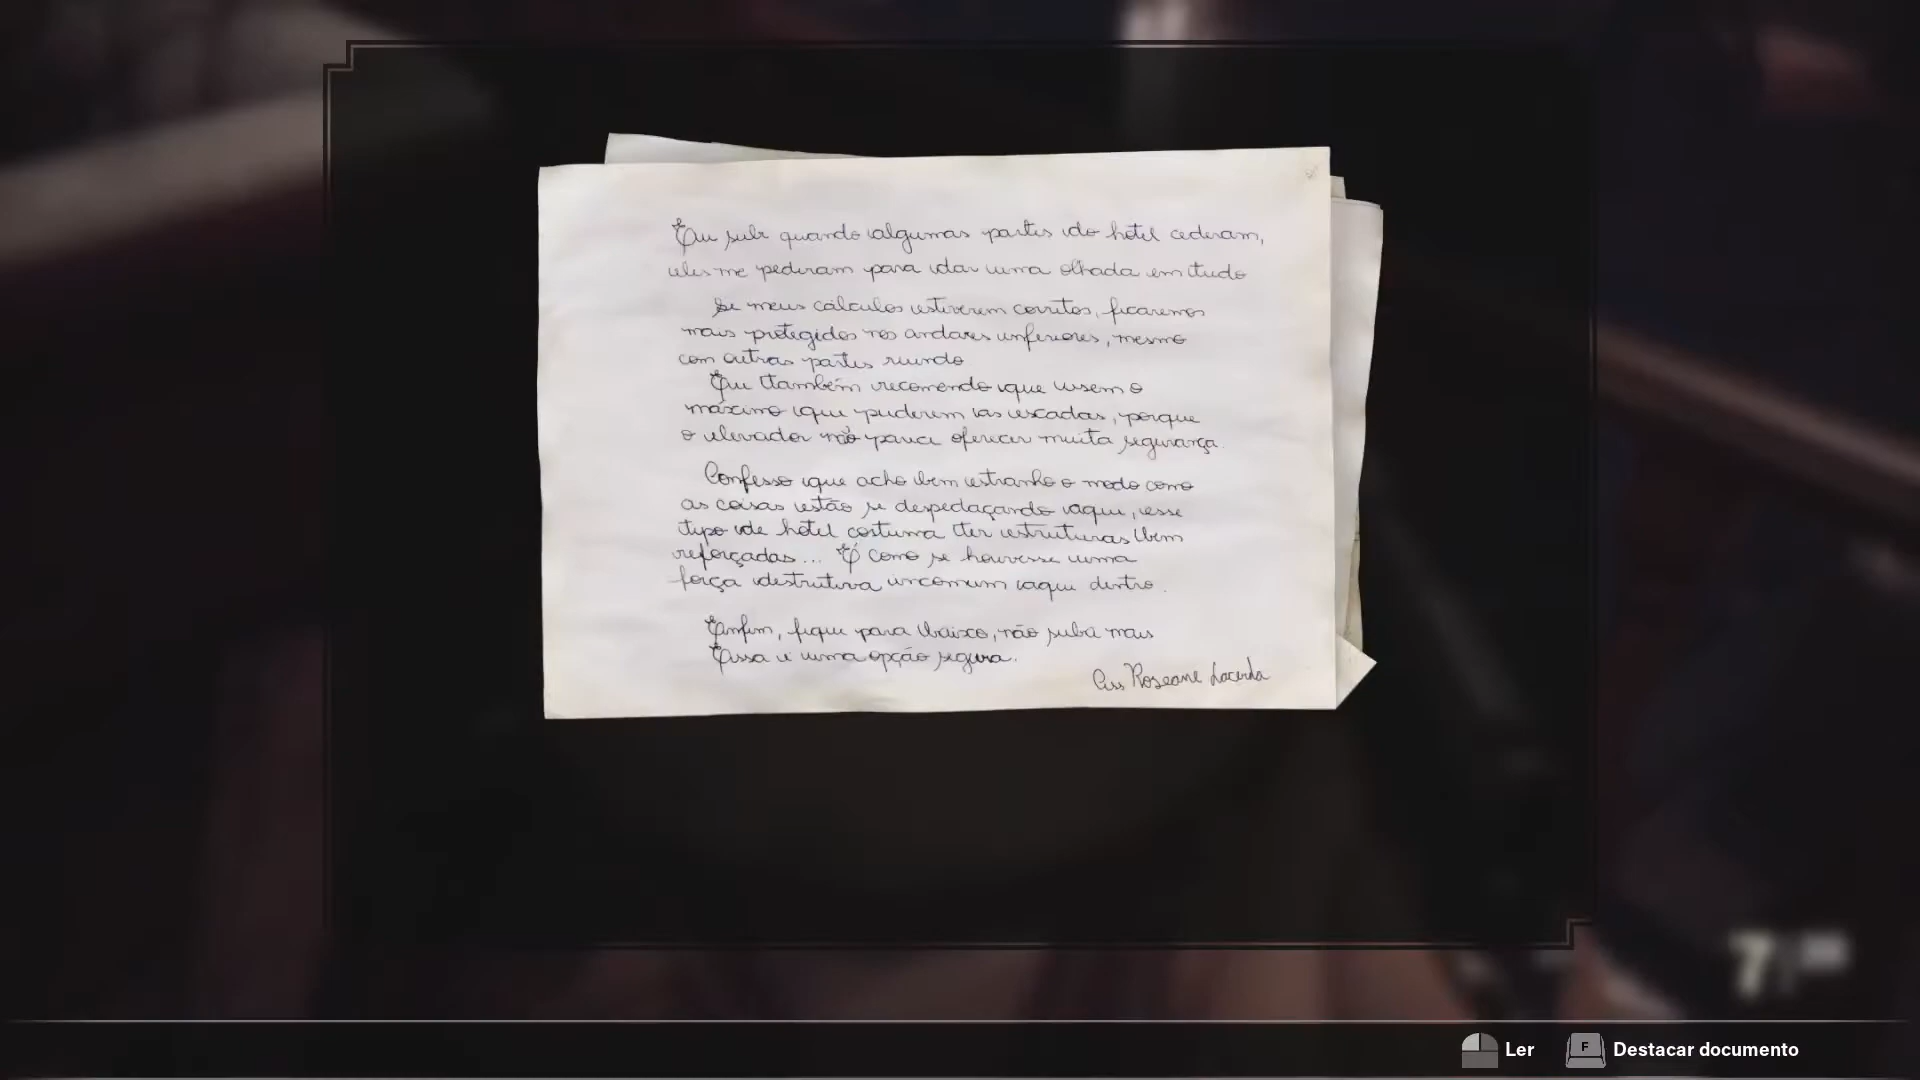 Eu subi quando algumas partes do hotel cederam,
eles me pediram para dar uma olhada em tudo
Se meus cálculos estiverem corretos, ficaremos
mais protegidos nos andares inferiores, mesmo
com outras partes ruindo
Eu também recomendo que usem o
máximo que puderem as escadas, porque
o elevador não parece oferecer muita segurança.
Confesso que acho bem estranho o modo como
as coisas estão se despedaçando aqui, esse
tipo de hotel costuma ter estruturas bem
reforçadas... É como se houvesse uma
força destrutiva incomum aqui dentro.
Enfim, fique para baixo, não suba mais
Essa é uma opção segura.
Ass Roseane Lacerda
7
Ler
F
Destacar documento